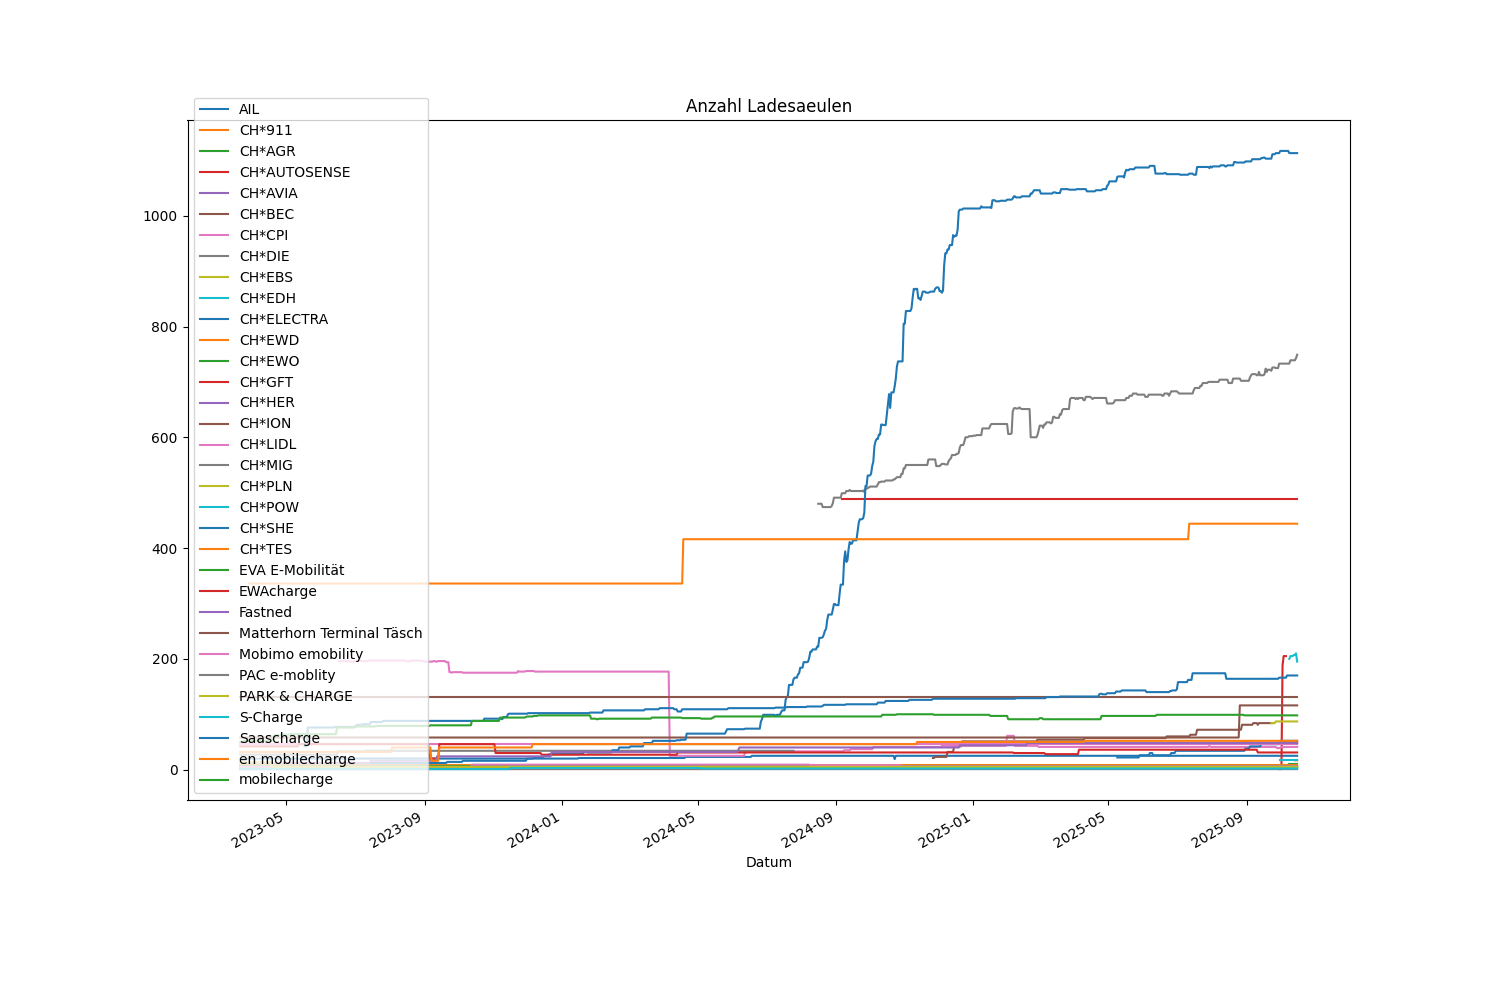 Anzahl Ladesaeulen
AIL
CH*911
CH*AGR
CH*AUTOSENSE
CH*AVIA
CH*BEC
CH*CPI
CH*DIE
CH*EBS
CH*EDH
CH*ELECTRA
CH*EWD
CH*EWO
CH*GFT
CH*HER
CH*ION
CH*LIDL
CH*MIG
CH*PLN
CH*POW
CH*SHE
CH*TES
EVA E-Mobilität
EWAcharge
Fastned
Matterhorn Terminal Täsch
Mobimo emobility
PAC e-moblity
PARK & CHARGE
S-Charge
Saascharge
en mobilecharge
mobilecharge
1000
800
600
400
200
0
2023-05
2023-09
2024-01
2024-05
2024-09
2025-01
2025-05
2025-09
Datum